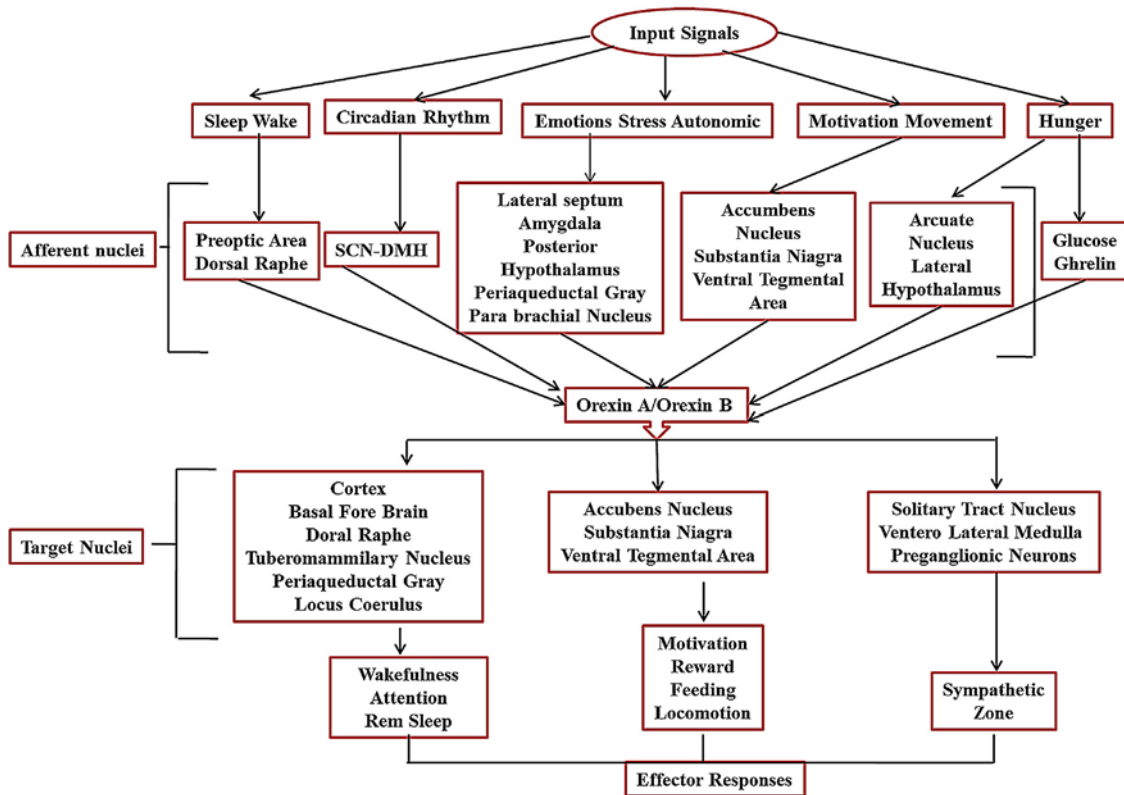 Input Signals
Sleep Wake
Circadian Rhythm
Emotions Stress Autonomic
Motivation Movement
Hunger
Afferent nuclei
Preoptic Area
Dorsal Raphe
SCN-DMH
Lateral septum
Amygdala
Posterior
Hypothalamus
Periaqueductal Gray
Para brachial Nucleus
Accumbens
Nucleus
Substantia Niagra
Ventral Tegmental
Area
Arcuate
Nucleus
Lateral
Hypothalamus
Glucose
Ghrelin
Orexin A/Orexin B
Target Nuclei
Cortex
Basal Fore Brain
Doral Raphe
Tuberomammilary Nucleus
Periaqueductal Gray
Locus Coerulus
Accubens Nucleus
Substantia Niagra
Ventral Tegmental Area
Solitary Tract Nucleus
Ventero Lateral Medulla
Preganglionic Neurons
Wakefulness
Attention
Rem Sleep
Motivation
Reward
Feeding
Locomotion
Sympathetic
Zone
Effector Responses